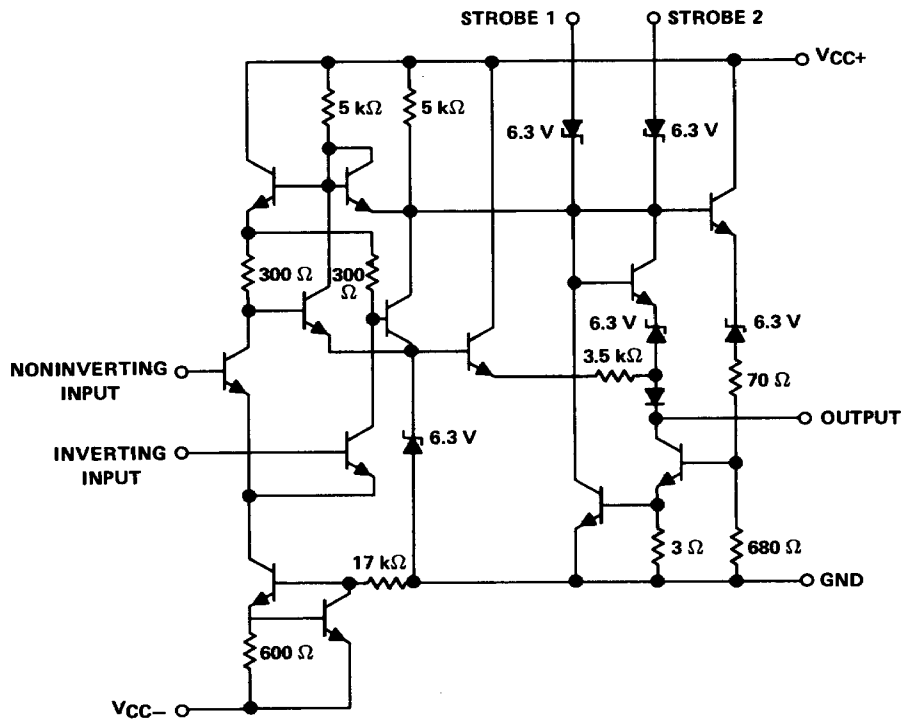 STROBE 1
STROBE 2
VCC+
5 kΩ
5 kΩ
6.3 V
6.3 V
300 Ω
300
Ω
6.3 V
6.3 V
3.5 kΩ
70 Ω
NONINVERTING
INPUT
OUTPUT
6.3 V
INVERTING
INPUT
17 kΩ
3 Ω
680 Ω
GND
600 Ω
VCC–